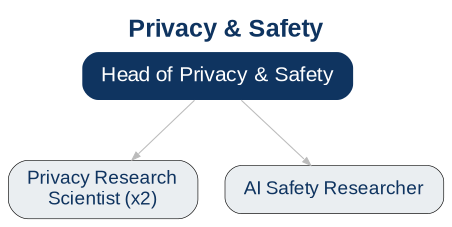 Privacy & Safety
Head of Privacy & Safety
Privacy Research
Scientist (x2)
AI Safety Researcher